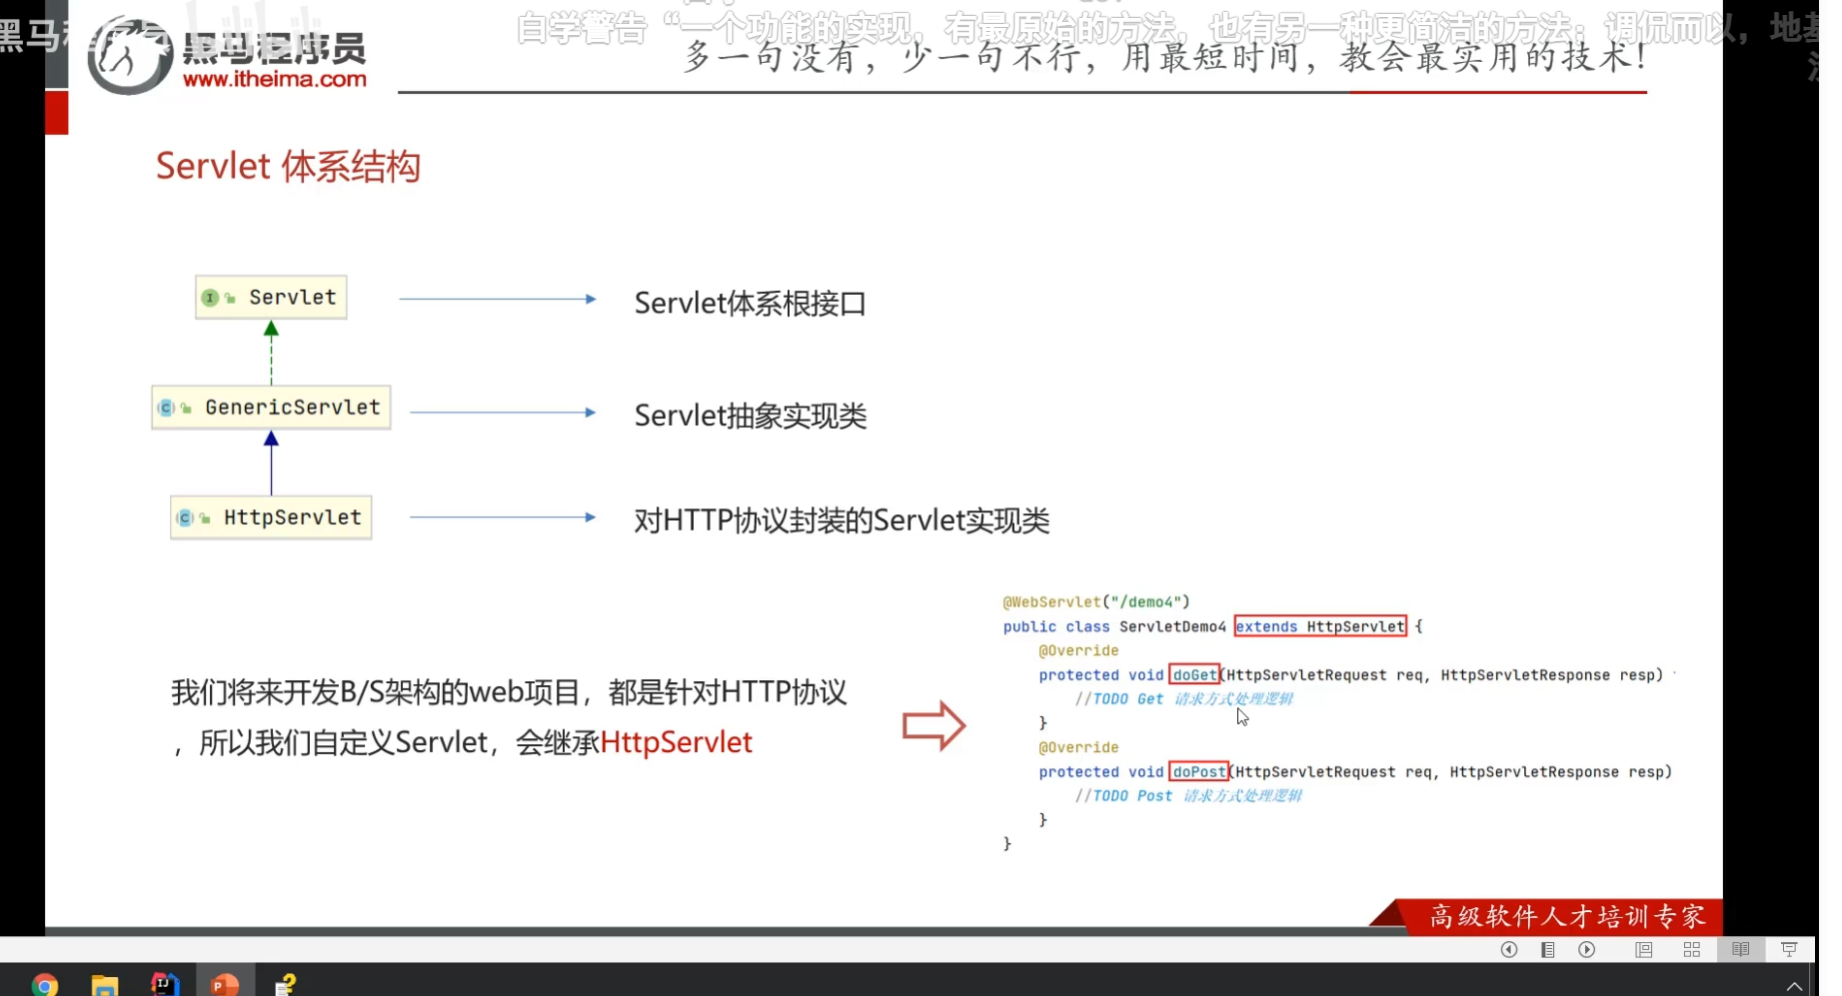 白学警告“一个功能的实现，有最原始的方法，也有另一种更简洁的方法；调侃而以，地基
黑马程序员
www.itheima.com
多一句没有，少一句不行，用最短时间，教会最实用的技术！
Servlet 体系结构
Servlet
Servlet体系根接口
GenericServlet
Servlet抽象实现类
HttpServlet
对HTTP协议封装的Servlet实现类
我们将来开发B/S架构的web项目，都是针对HTTP协议
，所以我们自定义Servlet，会继承HttpServlet
@WebServlet("/demo4")
public class ServletDemo4 extends HttpServlet {
@Override
protected void doGet(HttpServletRequest req, HttpServletResponse resp)
//TODO Get 请求方式处理逻辑
}
@Override
protected void doPost(HttpServletRequest req, HttpServletResponse resp)
//TODO Post 请求方式处理逻辑
}
}
高级软件人才培训专家